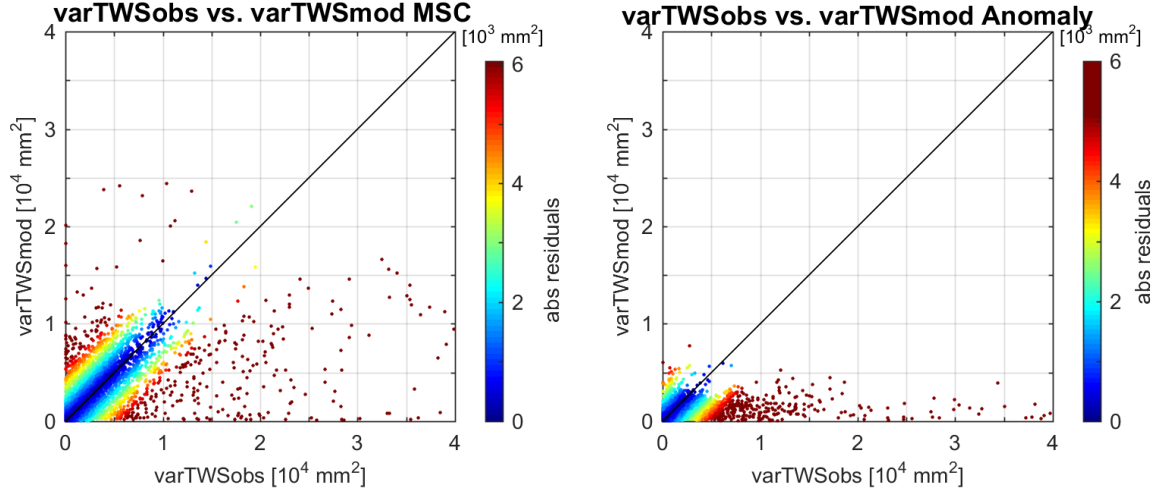 varTWSobs vs. varTWSmod MSC
[10³ mm²]
4
3
2
1
0
varTWSmod [10⁴ mm²]
0
1
2
3
4
varTWSobs [10⁴ mm²]
6
4
2
0
abs residuals
varTWSobs vs. varTWSmod Anomaly
[10³ mm²]
4
3
2
1
0
varTWSmod [10⁴ mm²]
0
1
2
3
4
varTWSobs [10⁴ mm²]
6
4
2
0
abs residuals